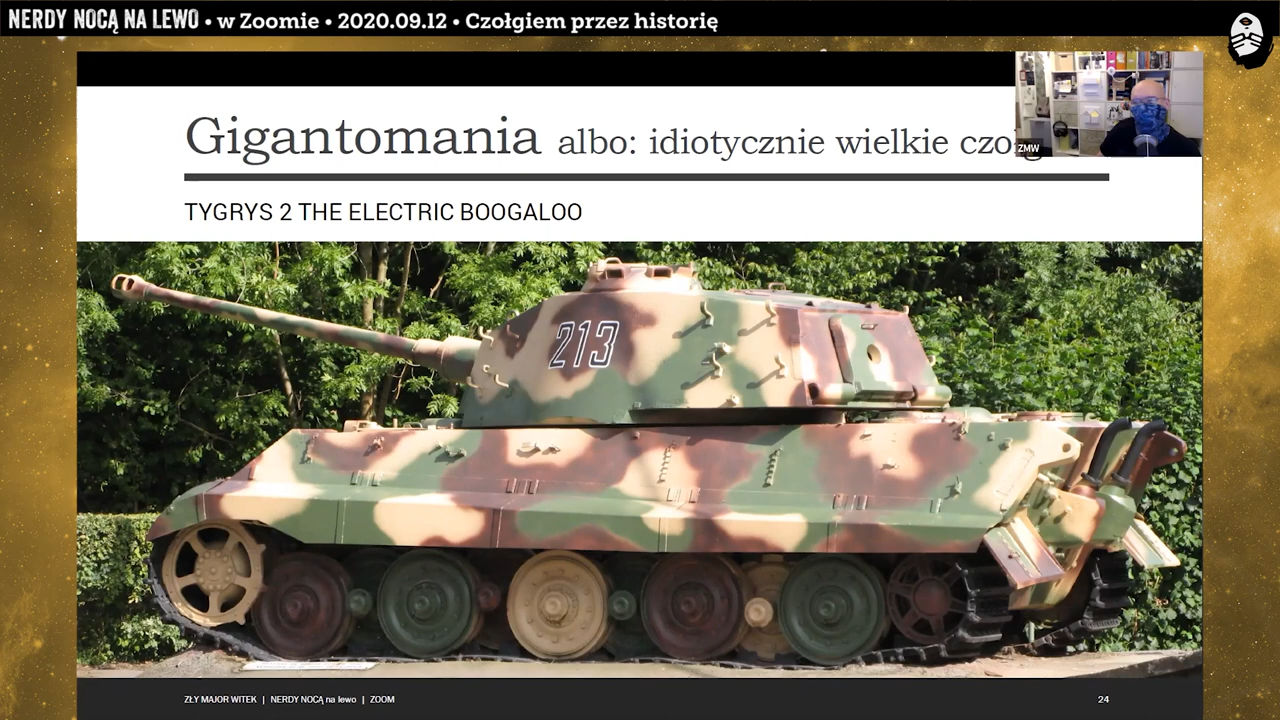 NERDY NOCĄ NA LEWO • w Zoomie • 2020.09.12 • Czołgiem przez historię
Gigantomania albo: idiotycznie wielkie
ZMW
TYGRYS 2 THE ELECTRIC BOOGALOO
213
ZŁY MAJOR WITEK | NERDY NOCĄ na lewo | ZOOM
24